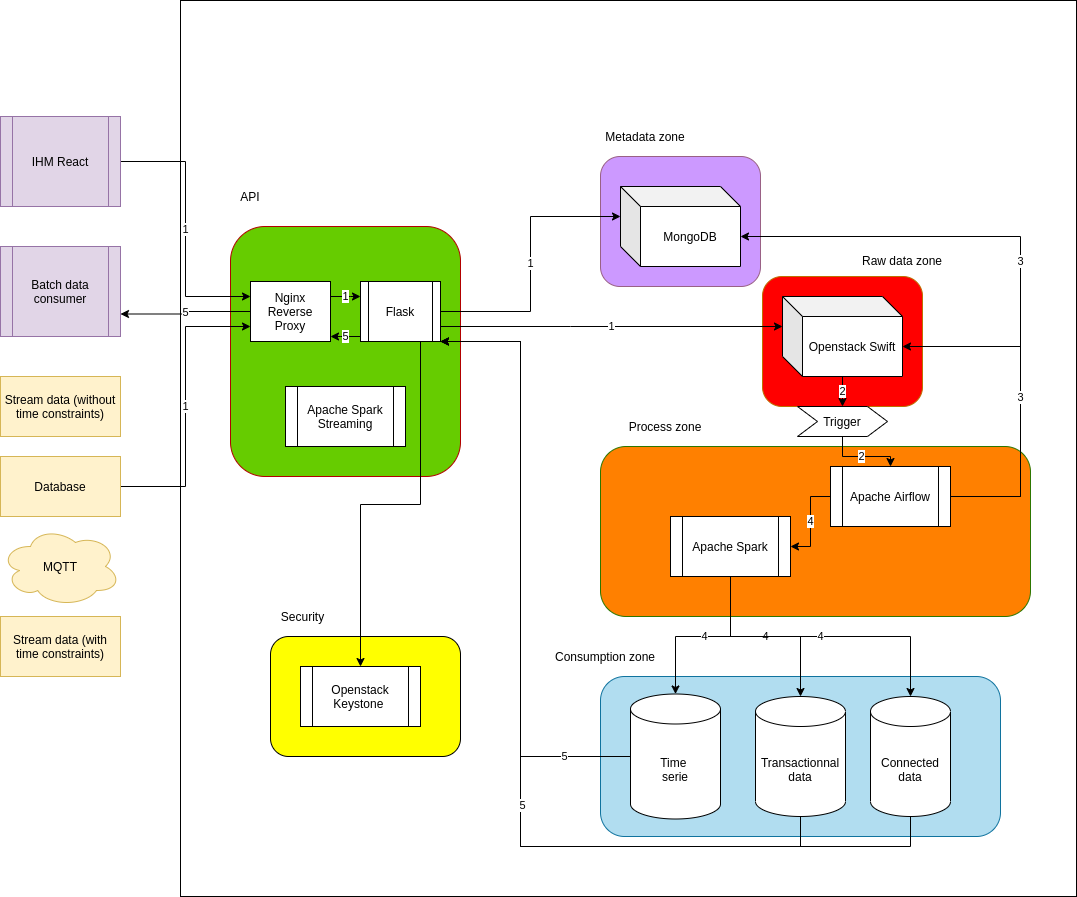 Metadata zone
IHM React
MongoDB
API
1
1
3
Raw data zone
Batch data
consumer
5
Nginx
Reverse
Proxy
1
5
Flask
1
Openstack Swift
2
3
Stream data (without
time constraints)
1
Apache Spark
Streaming
Trigger
Process zone
2
Database
Apache Airflow
4
Apache Spark
MQTT
Security
Stream data (with
time constraints)
4
4
4
Consumption zone
Openstack
Keystone
5
5
Time
serie
Transactionnal
data
Connected
data